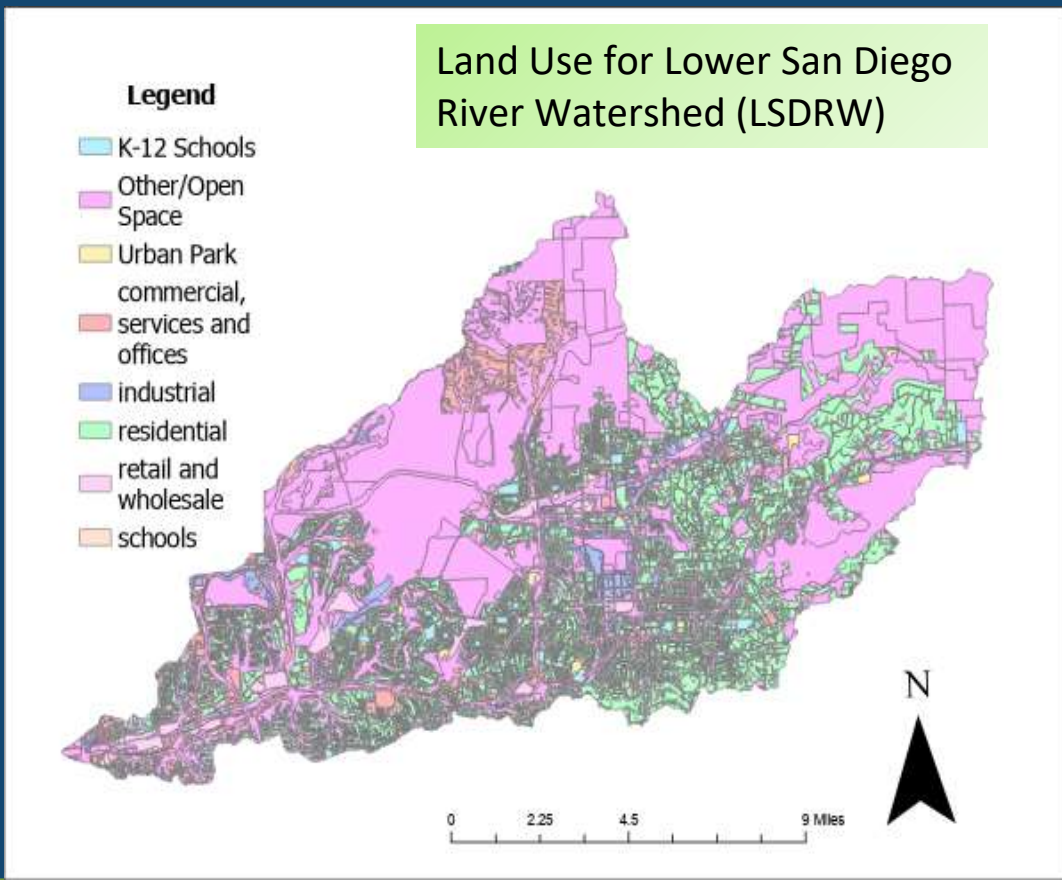 Land Use for Lower San Diego
River Watershed (LSDRW)
Legend
K-12 Schools
Other/Open
Space
Urban Park
commercial,
services and
offices
industrial
residential
retail and
wholesale
schools
N
0 2.25 4.5 9 Miles